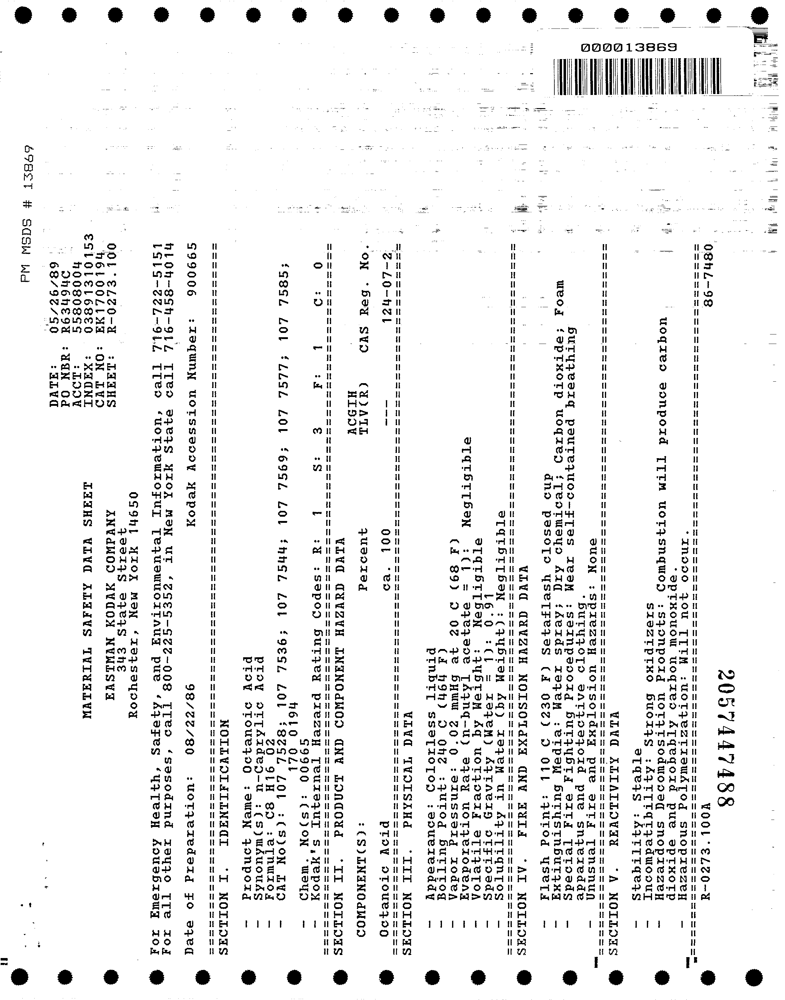 000013869
PM MSDS # 13869
DATE: 05/26/89
PO NBR: R63494C
ACCT: 55808004
INDEX: 03891310153
CAT NO: EK1700194
SHEET: R-0273.100
MATERIAL SAFETY DATA SHEET
EASTMAN KODAK COMPANY
343 State Street
Rochester, New York 14650
For Emergency Health, Safety, and Environmental Information, call 716-722-5151
For all other purposes, call 800-225-5352, in New York State call 716-458-4014
Date of Preparation: 08/22/86 Kodak Accession Number: 900665
SECTION I. IDENTIFICATION
- Product Name: Octanoic Acid
- Synonym(s): n-Caprylic Acid
- Formula: C8 H16 O2
- CAT No(s): 107 7528; 107 7536; 107 7544; 107 7569; 107 7577; 107 7585;
170 0194
- Chem. No(s): 00665
- Kodak's Internal Hazard Rating Codes: R: 1 S: 3 F: 1 C: 0
SECTION II. PRODUCT AND COMPONENT HAZARD DATA
ACGIH
COMPONENT(S): Percent TLV(R) CAS Reg. No.
Octanoic Acid ca. 100 --- 124-07-2
SECTION III. PHYSICAL DATA
- Appearance: Colorless liquid
- Boiling Point: 240 C (464 F)
- Vapor Pressure: 0.02 mmHg at 20 C (68 F)
- Evaporation Rate (n-butyl acetate = 1): Negligible
- Volatile Fraction by Weight: Negligible
- Specific Gravity (Water = 1): 0.91
- Solubility in Water (by Weight): Negligible
SECTION IV. FIRE AND EXPLOSION HAZARD DATA
- Flash Point: 110 C (230 F) Setaflash closed cup
- Extinguishing Media: Water spray; Dry chemical; Carbon dioxide; Foam
- Special Fire Fighting Procedures: Wear self-contained breathing
apparatus and protective clothing.
- Unusual Fire and Explosion Hazards: None
SECTION V. REACTIVITY DATA
- Stability: Stable
- Incompatibility: Strong oxidizers
- Hazardous Decomposition Products: Combustion will produce carbon
dioxide and probably carbon monoxide.
- Hazardous Polymerization: Will not occur.
R-0273.100A 86-7480
2057447488